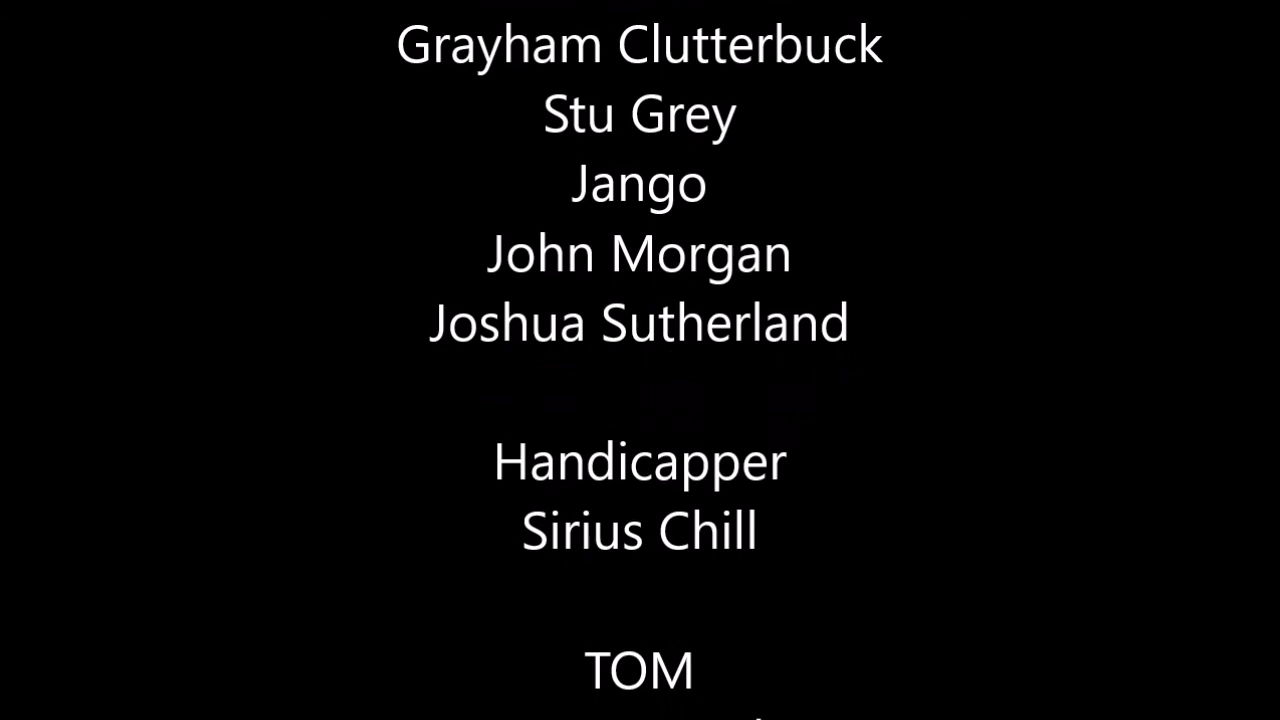 Grayham Clutterbuck
Stu Grey
Jango
John Morgan
Joshua Sutherland
Handicapper
Sirius Chill
TOM